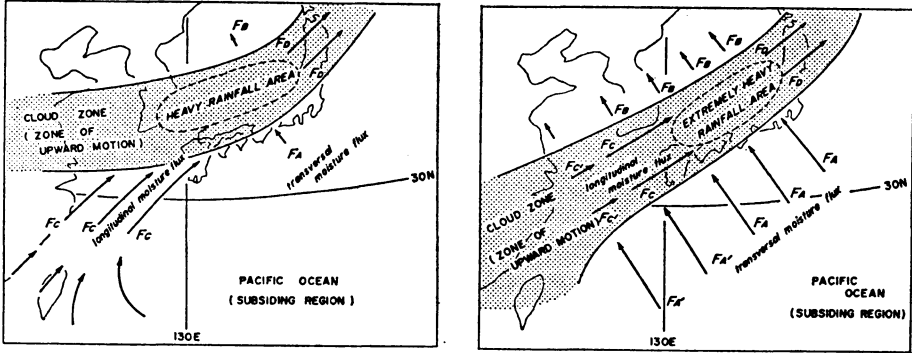 FB
FD
FD
HEAVY RAINFALL AREA
CLOUD ZONE
(ZONE OF
UPWARD MOTION)
FA
transversal
moisture flux
30N
longitudinal moisture flux
FC
FC
FC
PACIFIC OCEAN
(SUBSIDING REGION)
130E
FB
FB
FB
FB
FB
FD
FD
EXTREMELY HEAVY
RAINFALL AREA
FC
FC'
longitudinal
moisture flux
FC
FC'
CLOUD ZONE
(ZONE OF
UPWARD MOTION)
FA
FA
FA
FA'
FA'
transversal moisture flux
30N
PACIFIC
OCEAN
(SUBSIDING REGION)
130E